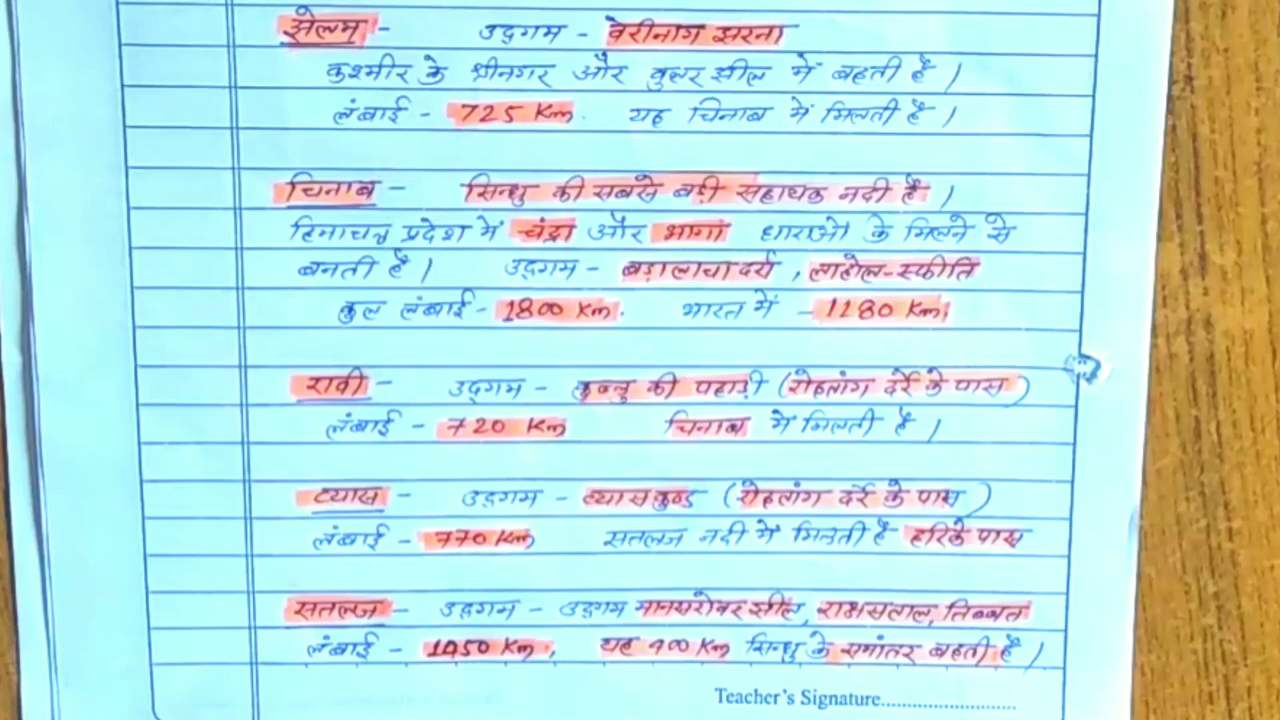 झेलम - उद्गम - वेरीनाग झरना
कश्मीर के श्रीनगर और वुलर झील में बहती है।
लंबाई - 725 Km. यह चिनाब में मिलती है।
चिनाब - सिन्धु की सबसे बड़ी सहायक नदी है।
हिमाचल प्रदेश में चंद्रा और भागा धाराओं के मिलने से
बनती है। उद्गम - बड़ालाचा दर्रा, लाहोल-स्फीति
कुल लंबाई - 1800 Km. भारत में - 1180 Km.
रावी - उद्गम - कुल्लु की पहाड़ी (रोहतांग दर्रे के पास)
लंबाई - 720 Km चिनाब में मिलती है।
व्यास - उद्गम - व्यास कुण्ड (रोहतांग दर्रे के पास)
लंबाई - 770 Km सतलज नदी में मिलती है हरिके पास
सतलज - उद्गम - उद्गम मानसरोवर झील, राक्षसताल, तिब्बत
लंबाई - 1450 Km, यह 400 Km सिन्धु के समांतर बहती है।
Teacher's Signature..........................